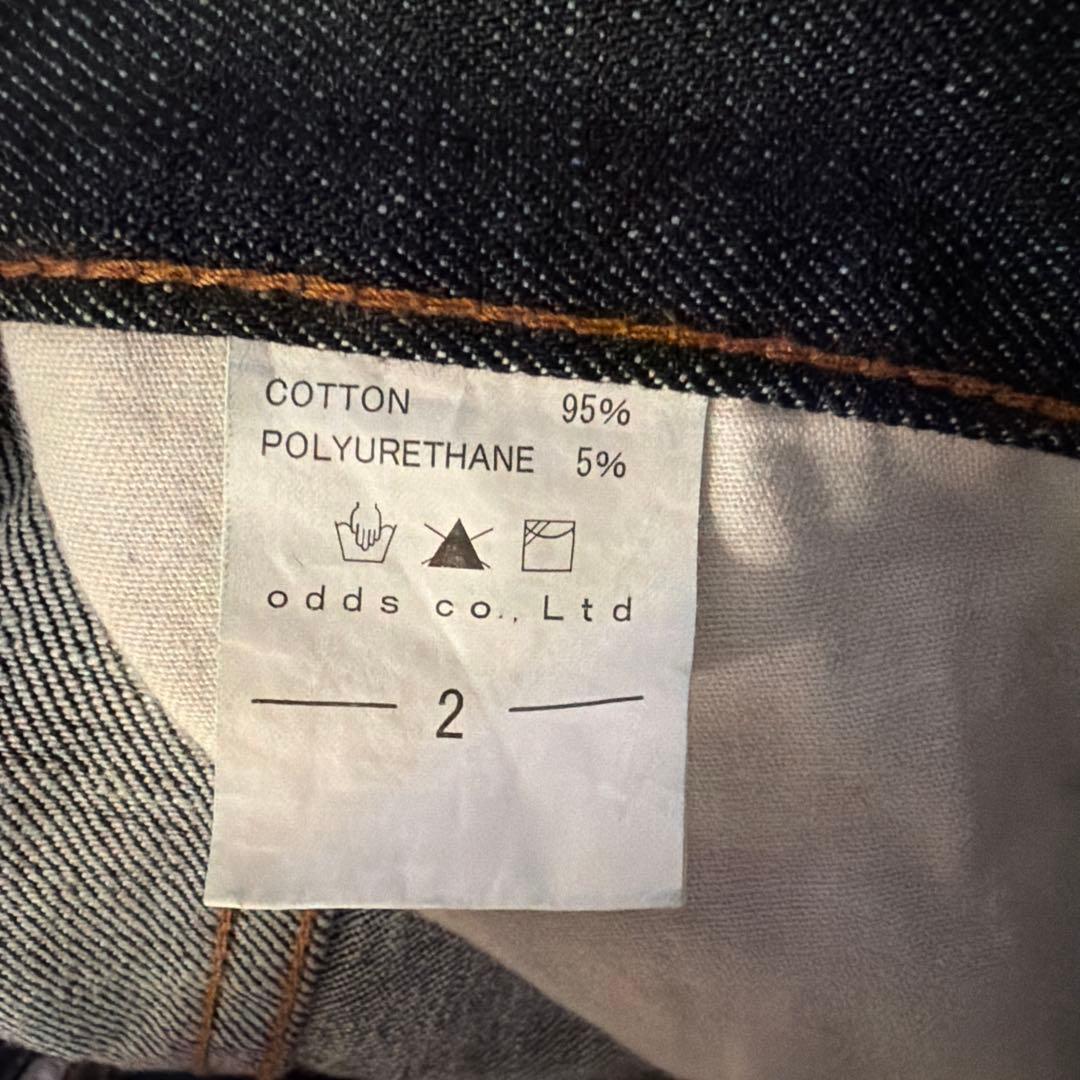 COTTON 95%
POLYURETHANE 5%
odds co., Ltd
2